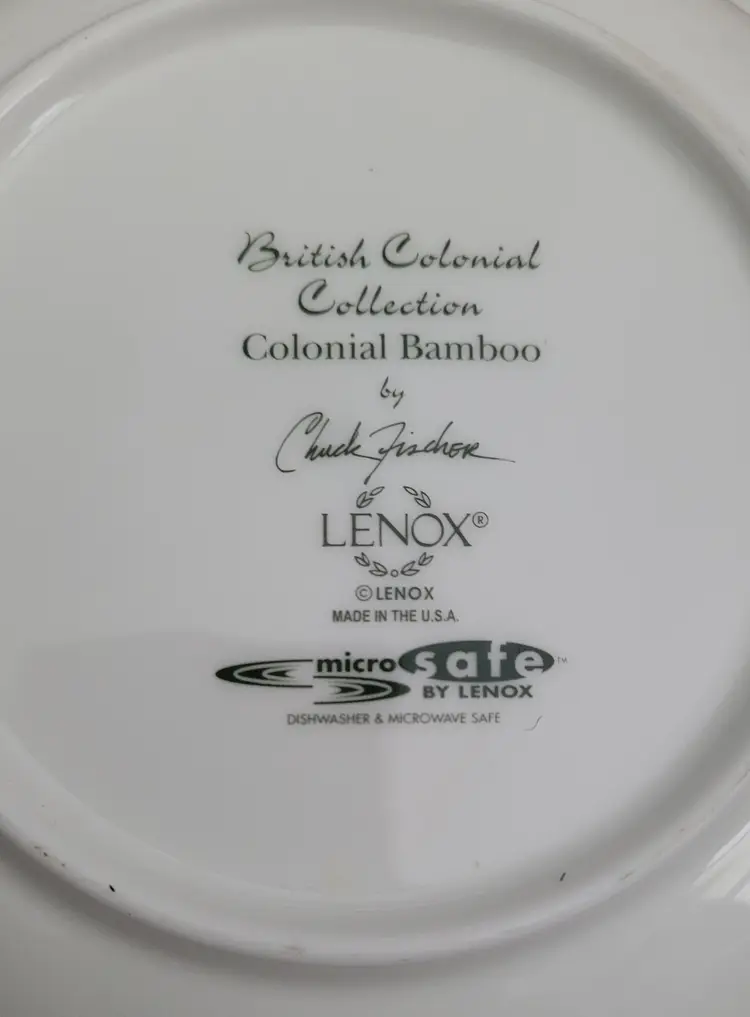 British Colonial
Collection
Colonial Bamboo
by
Chuck Fischer
LENOX®
© LENOX
MADE IN THE U.S.A.
micro safe™
BY LENOX
DISHWASHER & MICROWAVE SAFE